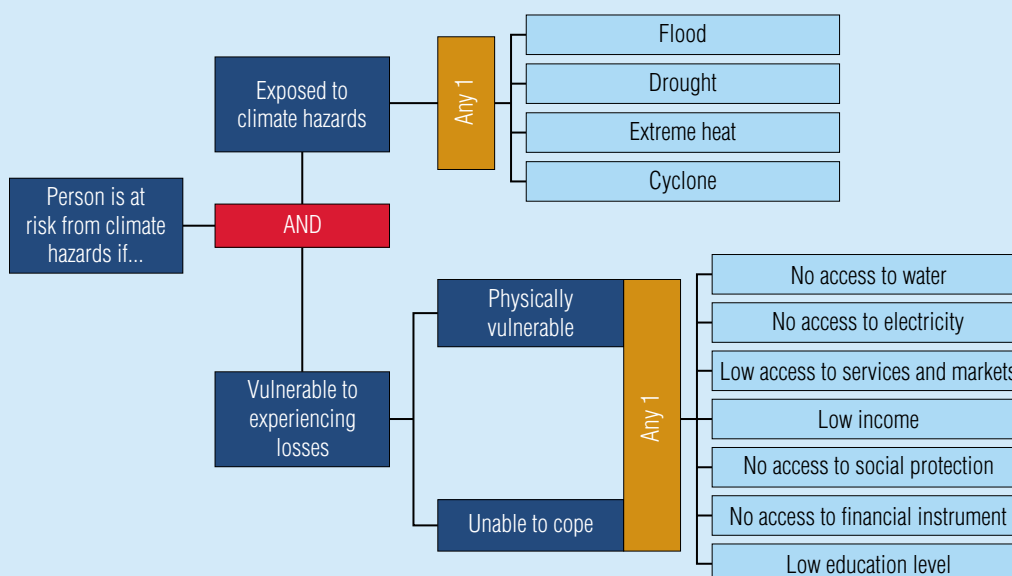 Person is at
risk from climate
hazards if...
AND
Exposed to
climate hazards
Any 1
Flood
Drought
Extreme heat
Cyclone
Vulnerable to
experiencing
losses
Physically
vulnerable
Unable to cope
Any 1
No access to water
No access to electricity
Low access to services and markets
Low income
No access to social protection
No access to financial instrument
Low education level